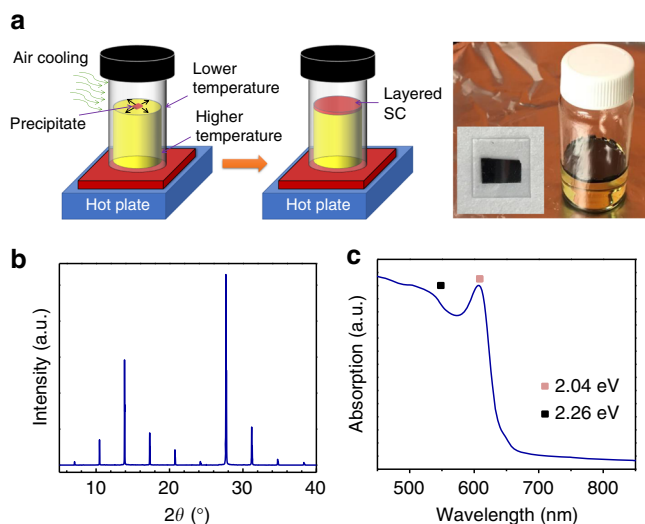 a
Air cooling
Precipitate
Lower
temperature
Higher
temperature
Hot plate
Layered
SC
Hot plate
b
Intensity (a.u.)
10
20
30
40
2θ (°)
c
Absorption (a.u.)
2.04 eV
2.26 eV
500
600
700
800
Wavelength (nm)